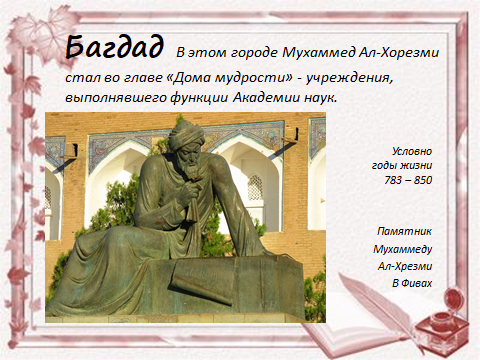 Багдад В этом городе Мухаммед Ал-Хорезми
стал во главе «Дома мудрости» - учреждения,
выполнявшего функции Академии наук.
Условно
годы жизни
783 – 850
Памятник
Мухаммеду
Ал-Хрезми
В Фивах